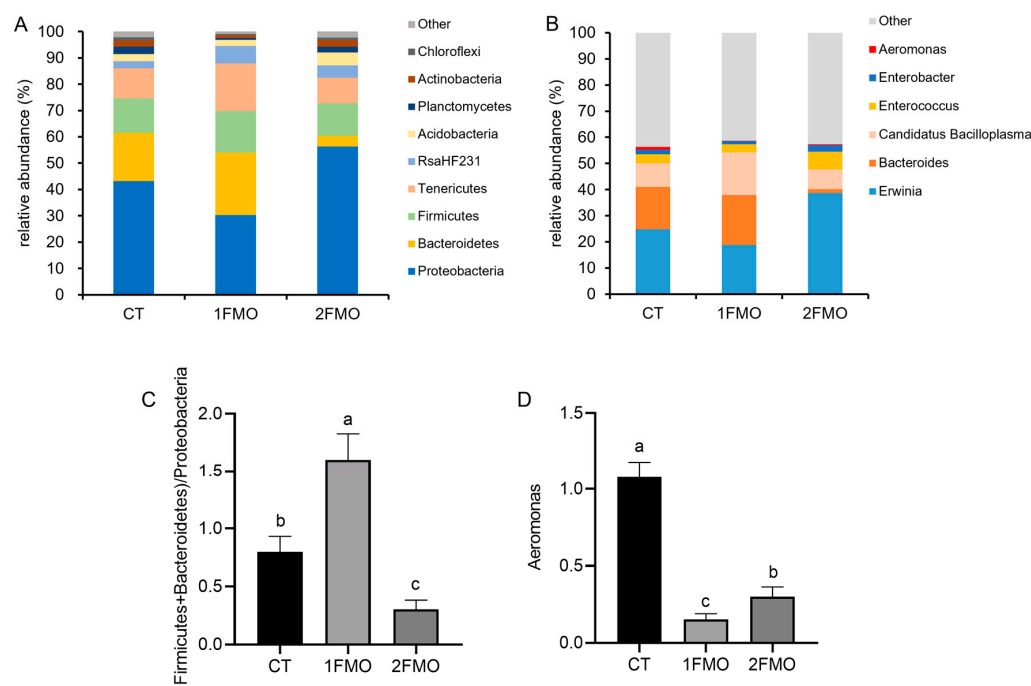 A
relative abundance (%)
100
90
80
70
60
50
40
30
20
10
0
CT
1FMO
2FMO
Other
Chloroflexi
Actinobacteria
Planctomycetes
Acidobacteria
RsaHF231
Tenericutes
Firmicutes
Bacteroidetes
Proteobacteria
B
relative abundance (%)
100
90
80
70
60
50
40
30
20
10
0
CT
1FMO
2FMO
Other
Aeromonas
Enterobacter
Enterococcus
Candidatus Bacilloplasma
Bacteroides
Erwinia
C
Firmicutes+Bacteroidetes)/Proteobacteria
2.0
1.5
1.0
0.5
0.0
b
a
c
CT
1FMO
2FMO
D
Aeromonas
1.5
1.0
0.5
0.0
a
c
b
CT
1FMO
2FMO